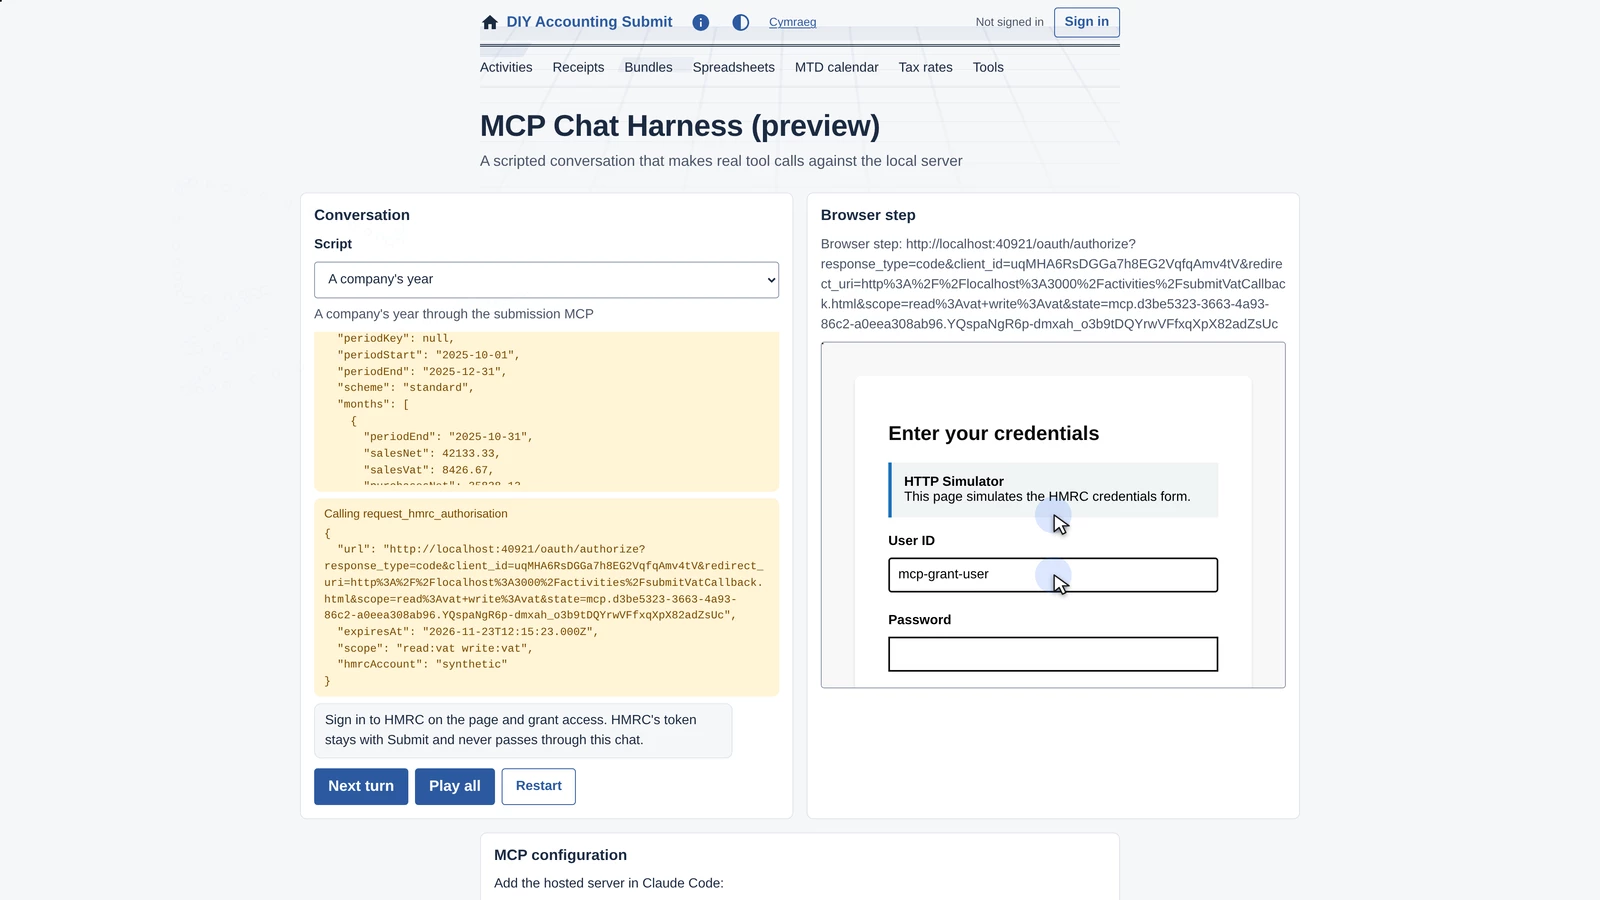 DIY Accounting Submit
Cymraeg
Not signed in
Sign in
Activities Receipts Bundles Spreadsheets MTD calendar Tax rates Tools
MCP Chat Harness (preview)
A scripted conversation that makes real tool calls against the local server
Conversation
Script
A company's year
A company's year through the submission MCP
"periodKey": null,
"periodStart": "2025-10-01",
"periodEnd": "2025-12-31",
"scheme": "standard",
"months": [
{
"periodEnd": "2025-10-31",
"salesNet": 42133.33,
"salesVat": 8426.67,
Calling request_hmrc_authorisation
{
"url": "http://localhost:40921/oauth/authorize?
response_type=code&client_id=uqMHA6RsDGGa7h8EG2VqfqAmv4tV&redirect_
uri=http%3A%2F%2Flocalhost%3A3000%2Factivities%2FsubmitVatCallback.
html&scope=read%3Avat+write%3Avat&state=mcp.d3be5323-3663-4a93-
86c2-a0eea308ab96.YQspaNgR6p-dmxah_o3b9tDQYrwVFfxqXpX82adZsUc",
"expiresAt": "2026-11-23T12:15:23.000Z",
"scope": "read:vat write:vat",
"hmrcAccount": "synthetic"
}
Sign in to HMRC on the page and grant access. HMRC's token
stays with Submit and never passes through this chat.
Next turn
Play all
Restart
Browser step
Browser step: http://localhost:40921/oauth/authorize?
response_type=code&client_id=uqMHA6RsDGGa7h8EG2VqfqAmv4tV&redire
ct_uri=http%3A%2F%2Flocalhost%3A3000%2Factivities%2FsubmitVatCallbac
k.html&scope=read%3Avat+write%3Avat&state=mcp.d3be5323-3663-4a93-
86c2-a0eea308ab96.YQspaNgR6p-dmxah_o3b9tDQYrwVFfxqXpX82adZsUc
Enter your credentials
HTTP Simulator
This page simulates the HMRC credentials form.
User ID
mcp-grant-user
Password
MCP configuration
Add the hosted server in Claude Code: